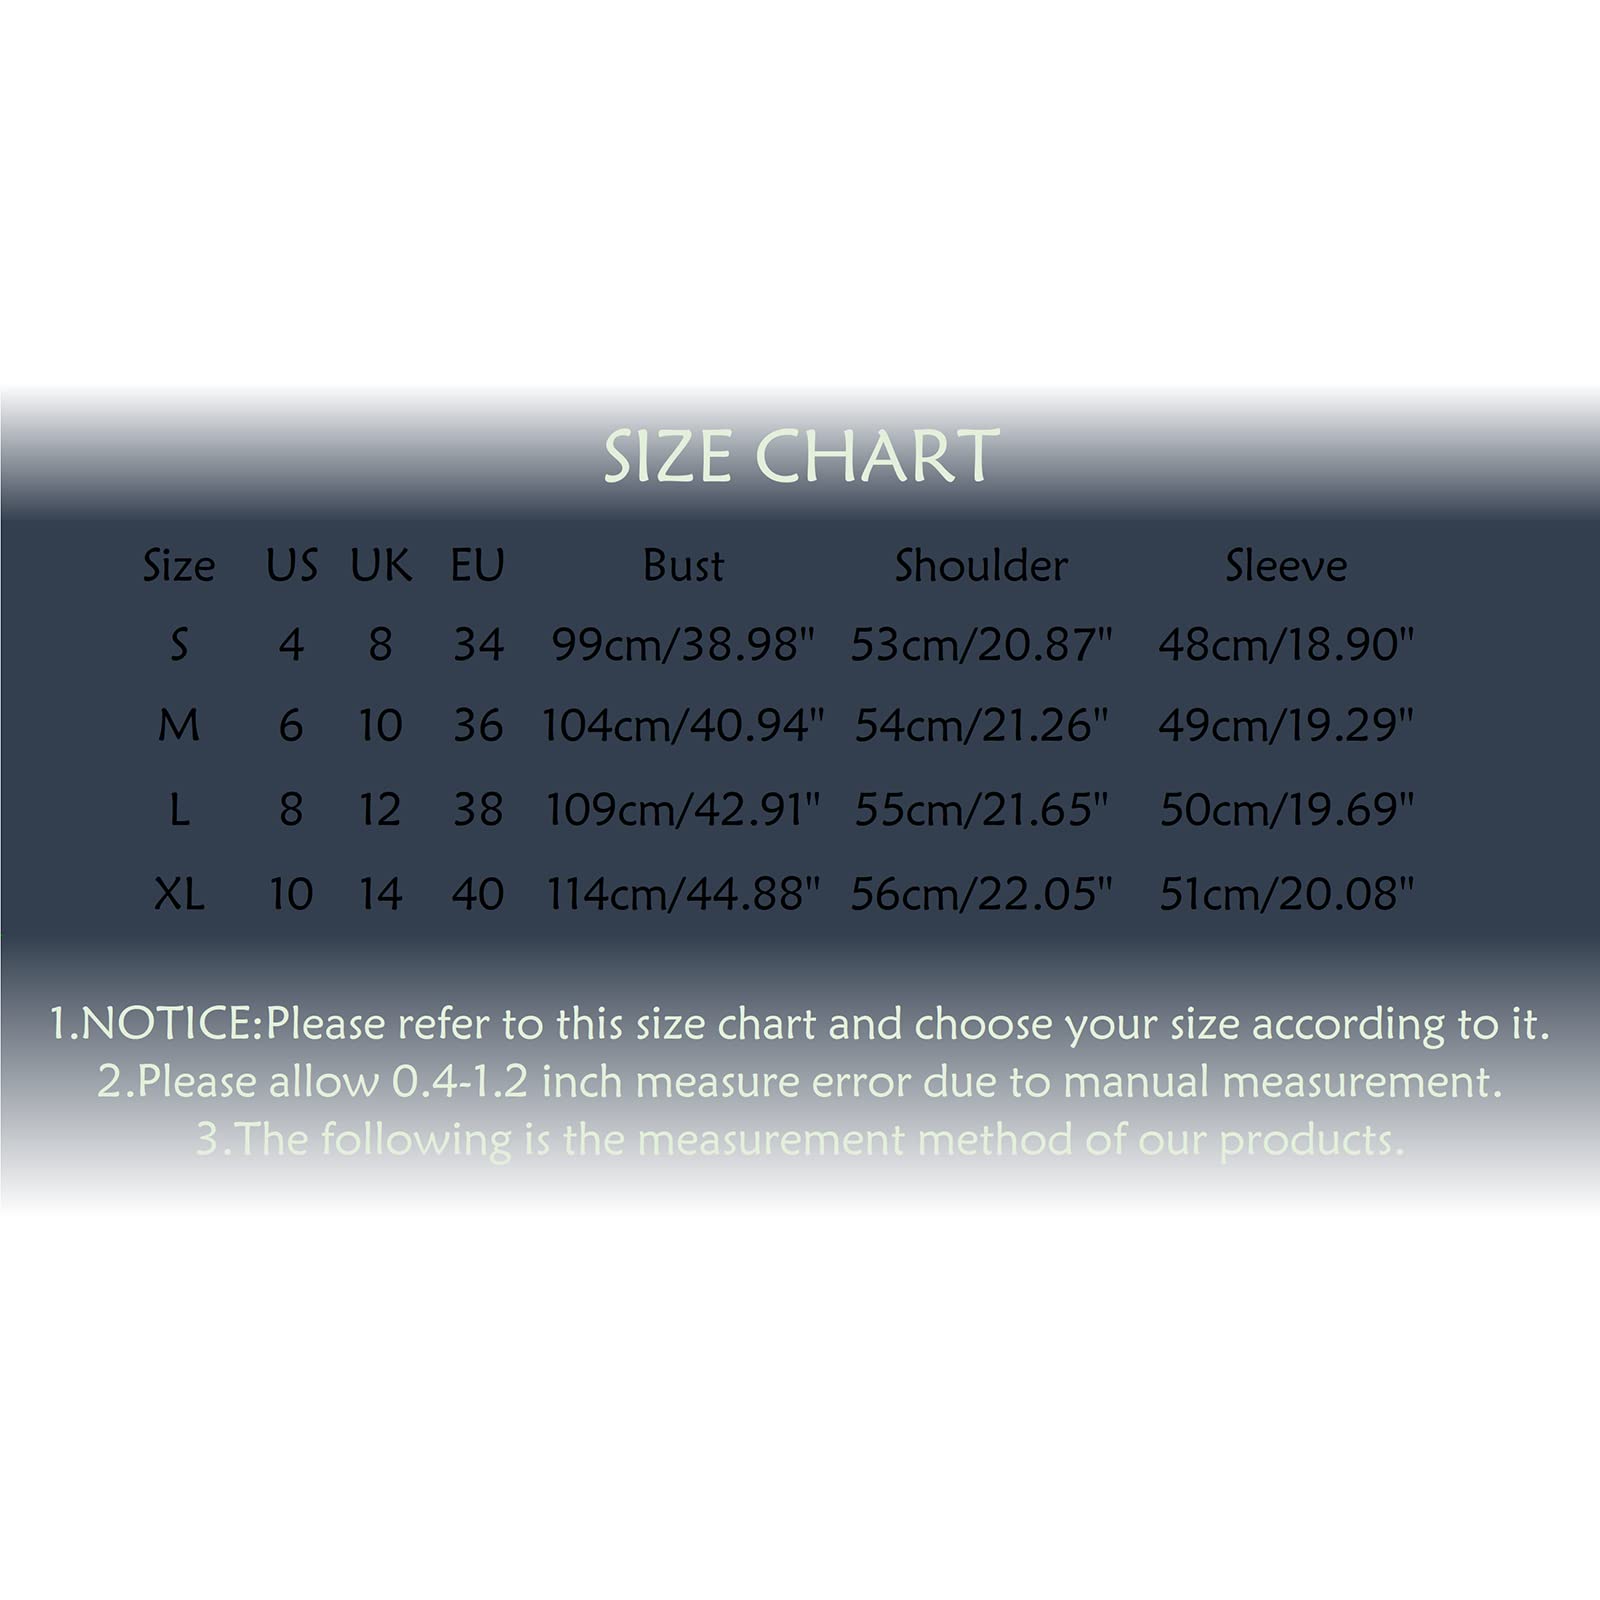 SIZE CHART
Size US UK EU Bust Shoulder Sleeve
S 4 8 34 99cm/38.98" 53cm/20.87" 48cm/18.90"
M 6 10 36 104cm/40.94" 54cm/21.26" 49cm/19.29"
L 8 12 38 109cm/42.91" 55cm/21.65" 50cm/19.69"
XL 10 14 40 114cm/44.88" 56cm/22.05" 51cm/20.08"
1.NOTICE:Please refer to this size chart and choose your size according to it.
2.Please allow 0.4-1.2 inch measure error due to manual measurement.
3.The following is the measurement method of our products.